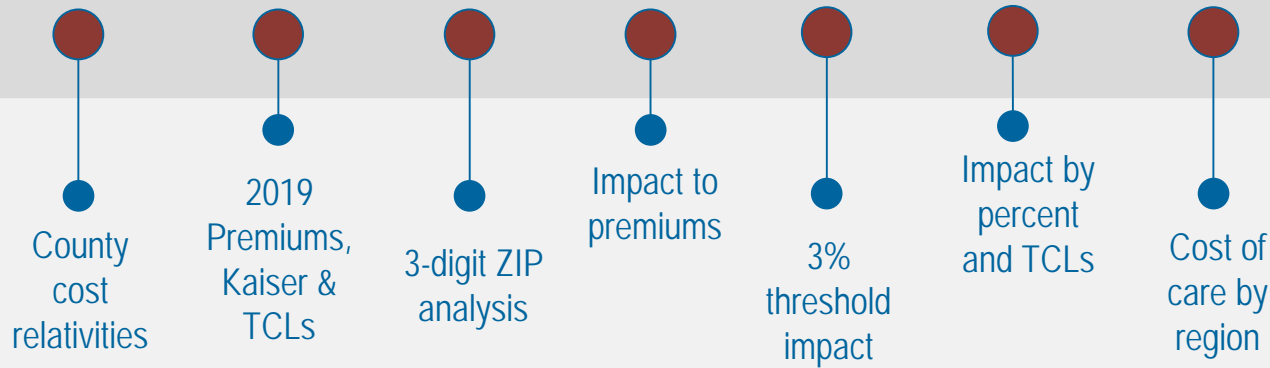 County
cost
relativities
2019
Premiums,
Kaiser &
TCLs
3-digit ZIP
analysis
Impact to
premiums
3%
threshold
impact
Impact by
percent
and TCLs
Cost of
care by
region